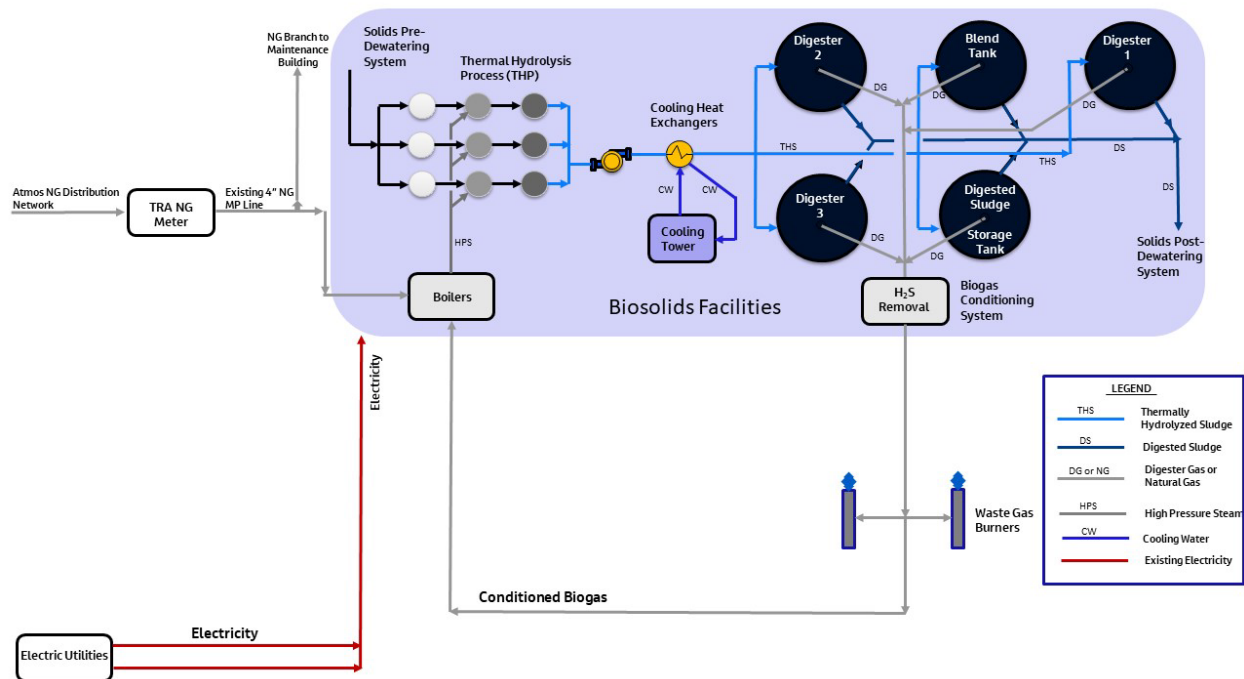 NG Branch to
Maintenance
Building
Solids Pre-
Dewatering
System
Thermal Hydrolysis
Process (THP)
Cooling Heat
Exchangers
Digester
2
Blend
Tank
Digester
1
DG
DG
DG
THS
THS
DS
DS
Atmos NG Distribution
Network
TRA NG
Meter
Existing 4" NG
MP Line
HPS
CW
CW
Cooling
Tower
Digester
3
DG
Digested
Sludge
Storage
Tank
DG
Solids Post-
Dewatering
System
Boilers
Biosolids Facilities
H₂S
Removal
Biogas
Conditioning
System
Electricity
LEGEND
THS
Thermally
Hydrolyzed Sludge
DS
Digested Sludge
DG or NG
Digester Gas or
Natural Gas
HPS
High Pressure Steam
CW
Cooling Water
Existing Electricity
Waste Gas
Burners
Conditioned Biogas
Electricity
Electric Utilities